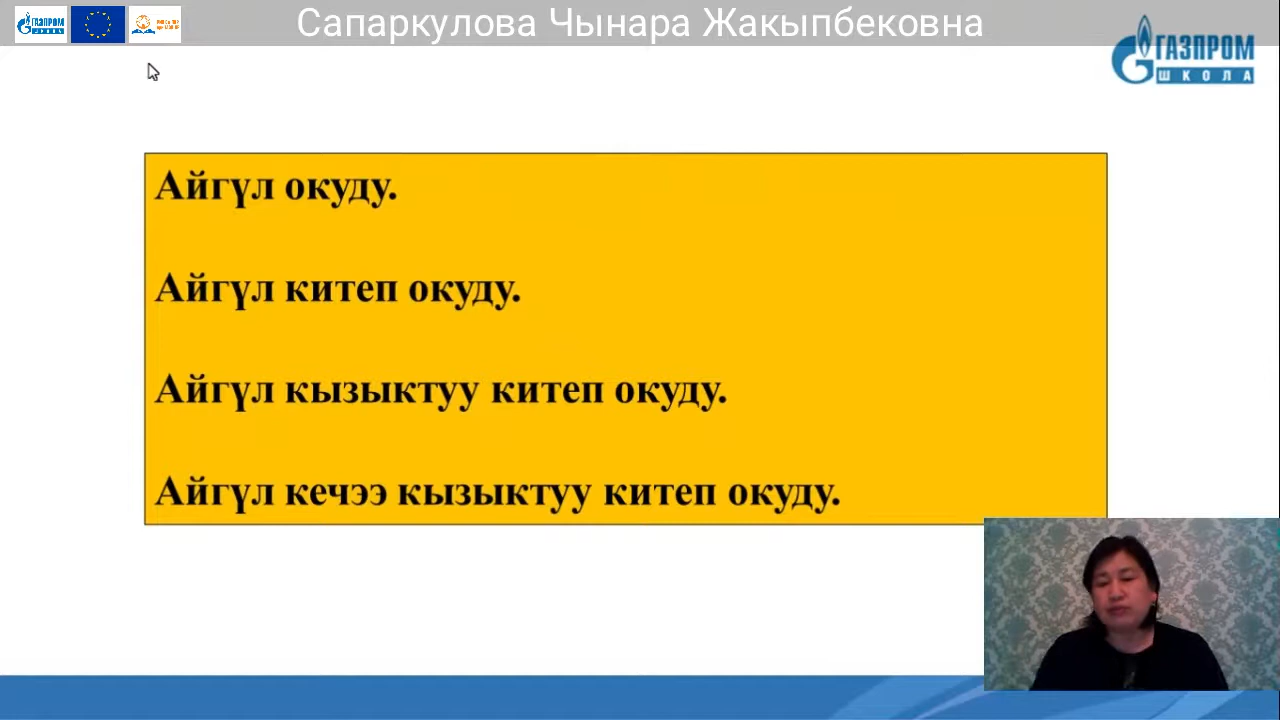 Сапаркулова Чынара Жакыпбековна
ГАЗПРОМ
ШКОЛА
Айгүл окуду.
Айгүл китеп окуду.
Айгүл кызыктуу китеп окуду.
Айгүл кечээ кызыктуу китеп окуду.